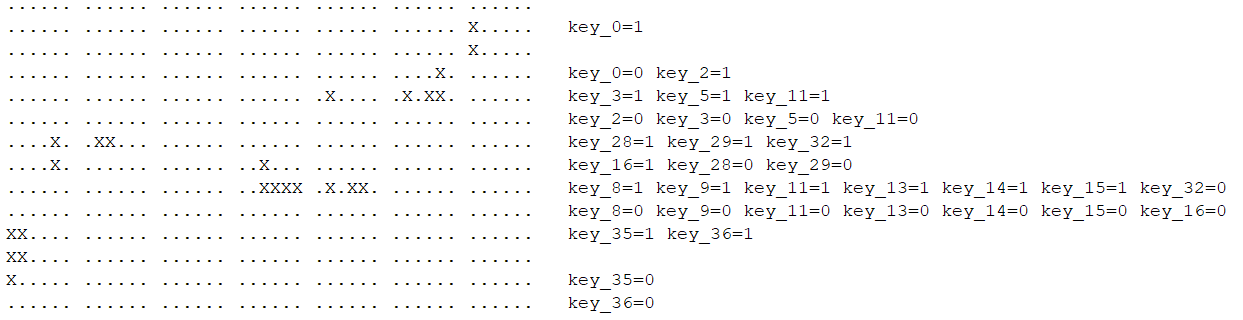 ...... ...... ...... ...... ...... ...... ......
...... ...... ...... ...... ...... ...... X..... key_0=1
...... ...... ...... ...... ...... ...... X.....
...... ...... ...... ...... ...... ....X. ...... key_0=0 key_2=1
...... ...... ...... ...... .X.... .X.XX. ...... key_3=1 key_5=1 key_11=1
...... ...... ...... ...... ...... ...... ...... key_2=0 key_3=0 key_5=0 key_11=0
....X. .XX... ...... ...... ...... ...... ...... key_28=1 key_29=1 key_32=1
....X. ...... ...... ..X... ...... ...... ...... key_16=1 key_28=0 key_29=0
...... ...... ...... ..XXXX .X.XX. ...... ...... key_8=1 key_9=1 key_11=1 key_13=1 key_14=1 key_15=1 key_32=0
...... ...... ...... ...... ...... ...... ...... key_8=0 key_9=0 key_11=0 key_13=0 key_14=0 key_15=0 key_16=0
XX.... ...... ...... ...... ...... ...... ...... key_35=1 key_36=1
XX.... ...... ...... ...... ...... ...... ......
X..... ...... ...... ...... ...... ...... ...... key_35=0
...... ...... ...... ...... ...... ...... ...... key_36=0